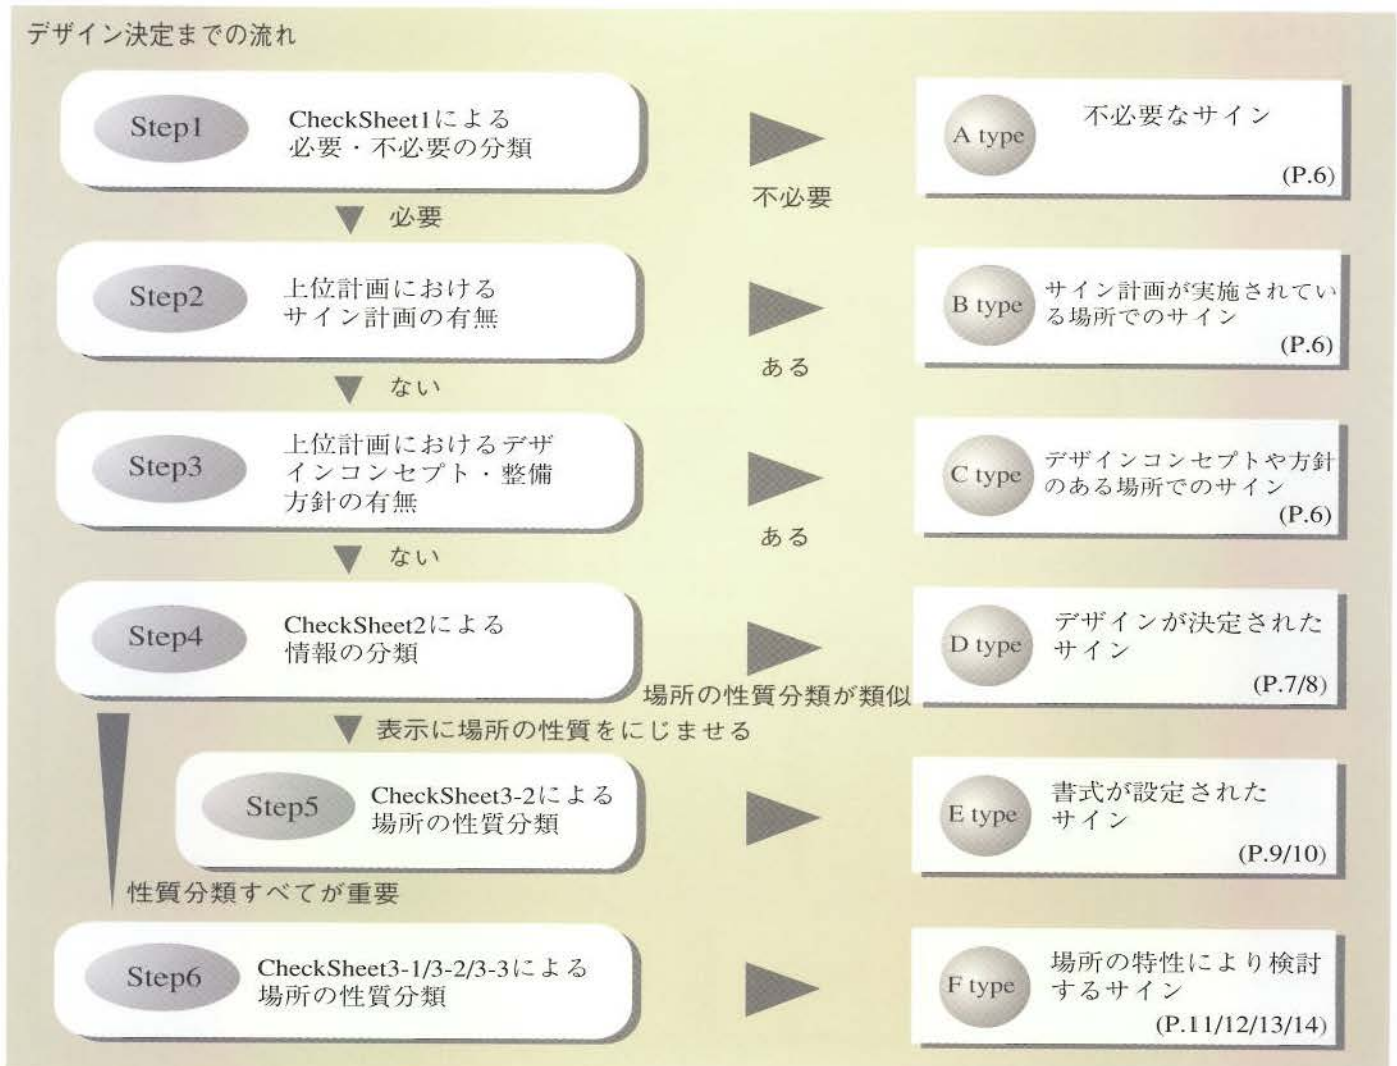 デザイン決定までの流れ
Step1
CheckSheet1による
必要・不必要の分類
不必要
A type
不必要なサイン
(P.6)
必要
Step2
上位計画における
サイン計画の有無
ある
B type
サイン計画が実施されてい
る場所でのサイン
(P.6)
ない
Step3
上位計画におけるデザ
インコンセプト・整備
方針の有無
ある
C type
デザインコンセプトや方針
のある場所でのサイン
(P.6)
ない
Step4
CheckSheet2による
情報の分類
場所の性質分類が類似
D type
デザインが決定された
サイン
(P.7/8)
表示に場所の性質をにじませる
Step5
CheckSheet3-2による
場所の性質分類
E type
書式が設定された
サイン
(P.9/10)
性質分類すべてが重要
Step6
CheckSheet3-1/3-2/3-3による
場所の性質分類
F type
場所の特性により検討
するサイン
(P.11/12/13/14)